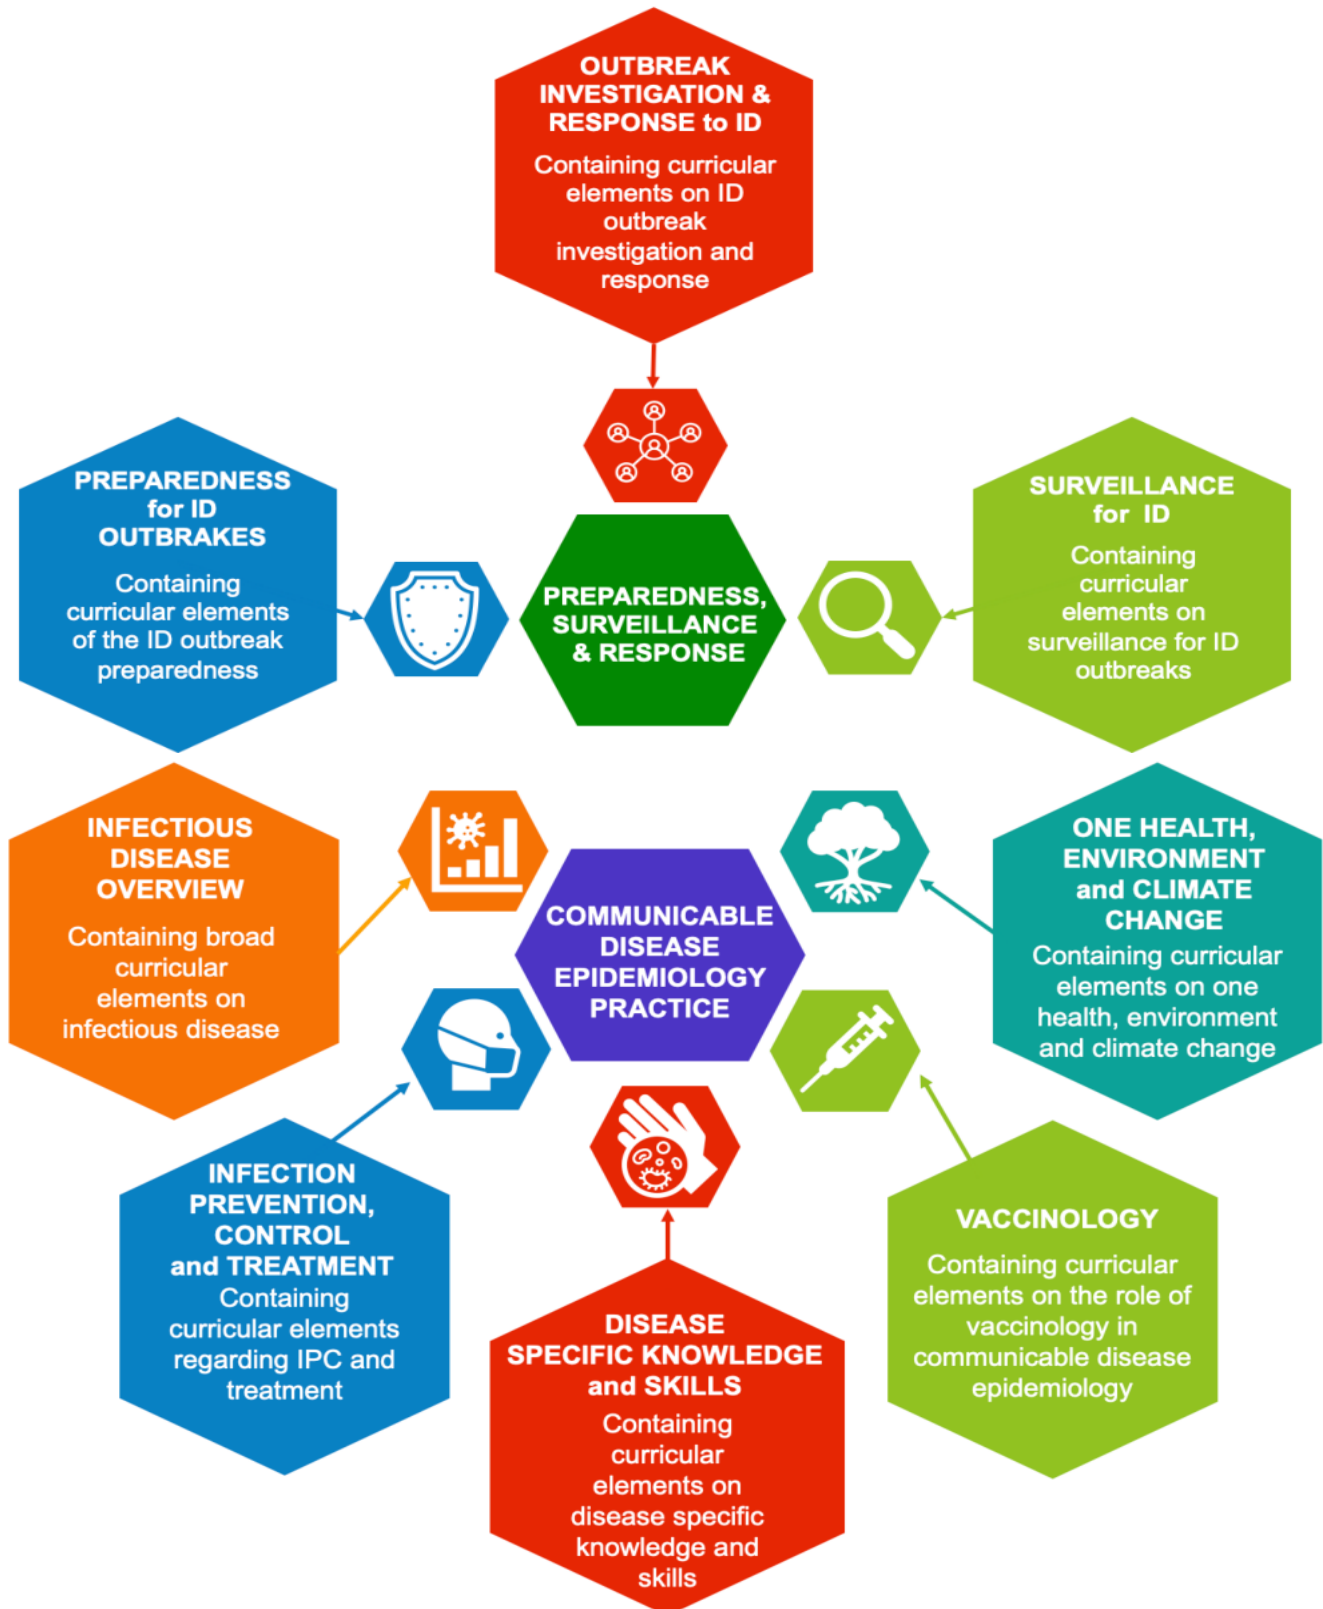 OUTBREAK
INVESTIGATION &
RESPONSE to ID
Containing curricular
elements on ID
outbreak
investigation and
response
PREPAREDNESS
for ID
OUTBRAKES
Containing
curricular elements
of the ID outbreak
preparedness
PREPAREDNESS,
SURVEILLANCE
& RESPONSE
SURVEILLANCE
for ID
Containing
curricular
elements on
surveillance for ID
outbreaks
INFECTIOUS
DISEASE
OVERVIEW
Containing broad
curricular
elements on
infectious disease
COMMUNICABLE
DISEASE
EPIDEMIOLOGY
PRACTICE
ONE HEALTH,
ENVIRONMENT
and CLIMATE
CHANGE
Containing curricular
elements on one
health, environment
and climate change
INFECTION
PREVENTION,
CONTROL
and TREATMENT
Containing
curricular elements
regarding IPC and
treatment
DISEASE
SPECIFIC KNOWLEDGE
and SKILLS
Containing
curricular
elements on
disease specific
knowledge and
skills
VACCINOLOGY
Containing curricular
elements on the role of
vaccinology in
communicable disease
epidemiology